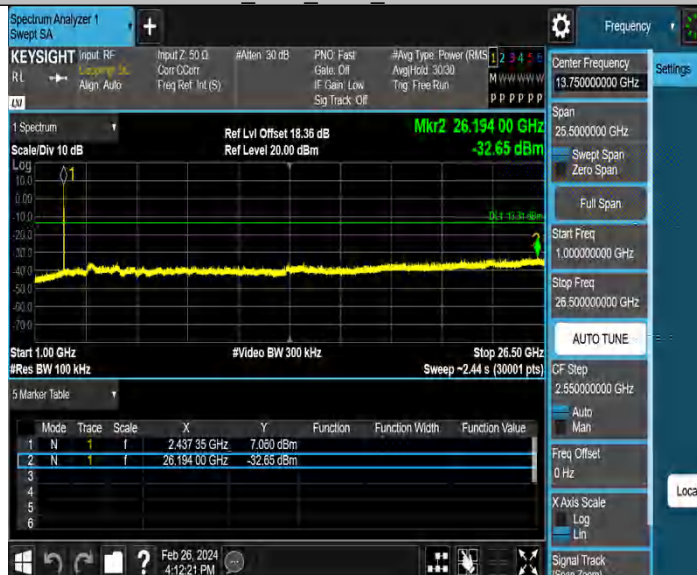 Spectrum Analyzer 1
Swept SA
+
Frequency
KEYSIGHT
RL
Input: RF
Coupling: DC
Align: Auto
Input Z: 50 Ω
Corr CCorr
Freq Ref: Int (S)
#Atten: 30 dB
PNO: Fast
Gate: Off
IF Gain: Low
Sig Track: Off
#Avg Type: Power (RMS
Avg|Hold: 30/30
Trig: Free Run
1 2 3 4 5 6
M W W W W W
P P P P P P
LXI
1 Spectrum
Scale/Div 10 dB
Ref Lvl Offset 18.36 dB
Ref Level 20.00 dBm
Mkr2 26.194 00 GHz
-32.65 dBm
Log
10.0
0.00
-10.0
-20.0
-30.0
-40.0
-50.0
-60.0
-70.0
1
2
Start 1.00 GHz
#Res BW 100 kHz
#Video BW 300 kHz
Stop 26.50 GHz
Sweep ~2.44 s (30001 pts)
5 Marker Table
Mode Trace Scale X Y Function Function Width Function Value
1 N 1 f 2.437 35 GHz 7.060 dBm
2 N 1 f 26.194 00 GHz -32.65 dBm
3
4
5
6
?
Feb 26, 2024
4:12:21 PM
Center Frequency
13.750000000 GHz
Settings
Span
25.5000000 GHz
Swept Span
Zero Span
Full Span
Start Freq
1.000000000 GHz
Stop Freq
26.500000000 GHz
AUTO TUNE
CF Step
2.550000000 GHz
Auto
Man
Freq Offset
0 Hz
X Axis Scale
Log
Lin
Signal Track
(Span Zoom)
Loca